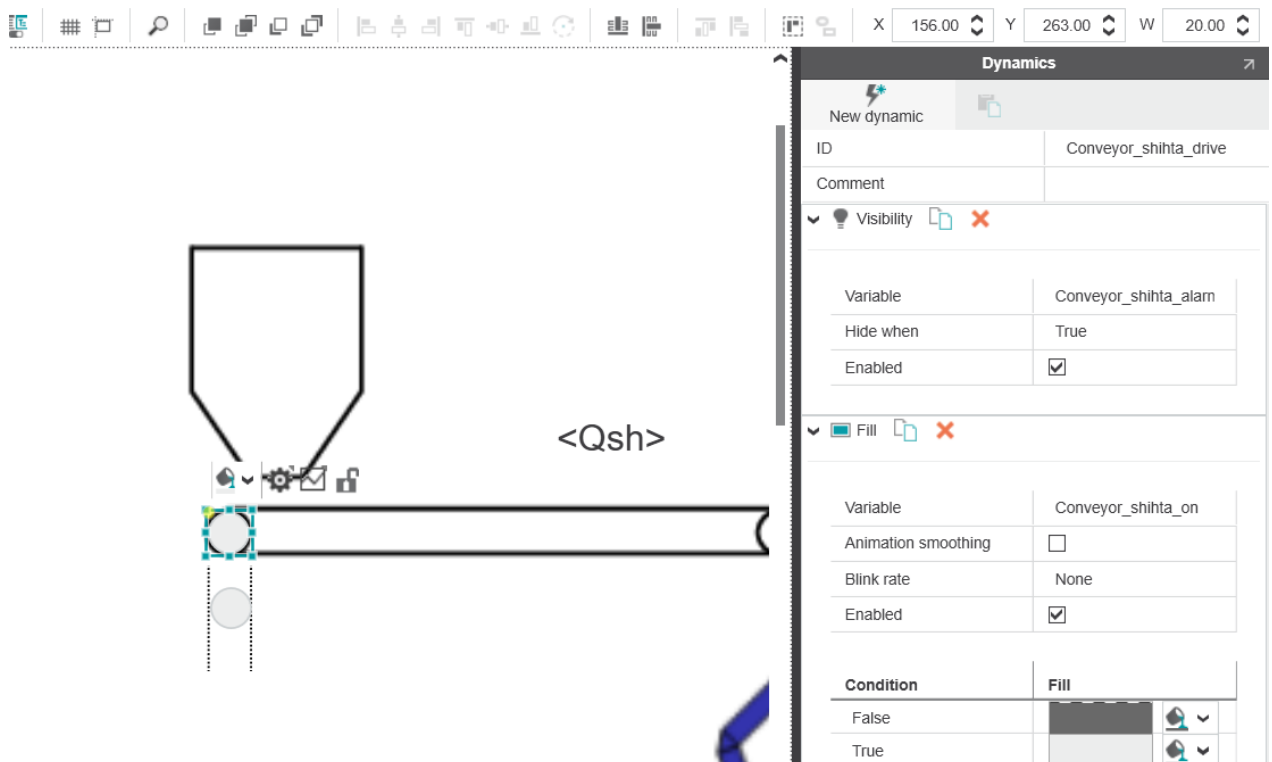 X 156.00 Y 263.00 W 20.00
Dynamics
New dynamic
ID Conveyor_shihta_drive
Comment
Visibility
Variable Conveyor_shihta_alarn
Hide when True
Enabled
<Qsh>
Fill
Variable Conveyor_shihta_on
Animation smoothing
Blink rate None
Enabled
Condition Fill
False
True